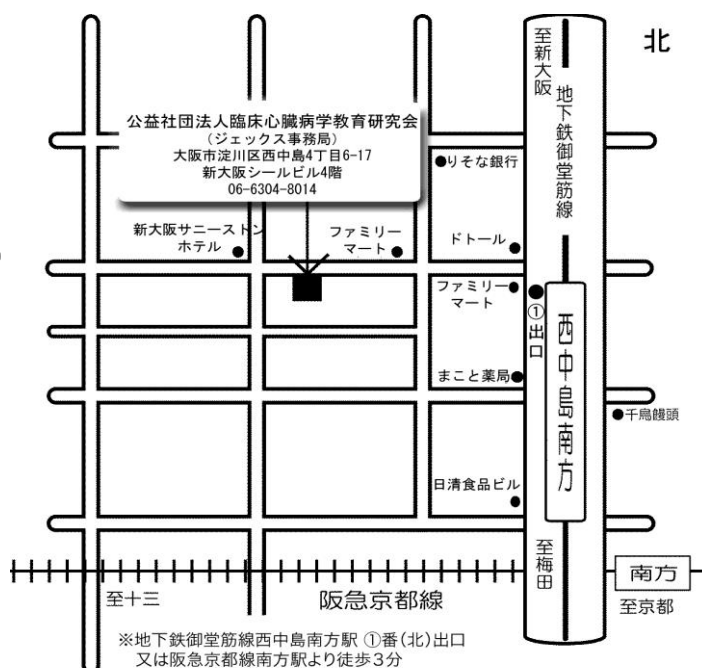 北
至新大阪
地下鉄御堂筋線
公益社団法人臨床心臓病学教育研究会
(ジェックス事務局)
大阪市淀川区西中島4丁目6-17
新大阪シールビル4階
06-6304-8014
りそな銀行
新大阪サニーストン
ホテル
ファミリー
マート
ドトール
ファミリー
マート
①出口
西中島南方
まこと薬局
千鳥饅頭
日清食品ビル
至梅田
南方
至十三
阪急京都線
至京都
※地下鉄御堂筋線西中島南方駅 ①番(北)出口
又は阪急京都線南方駅より徒歩3分